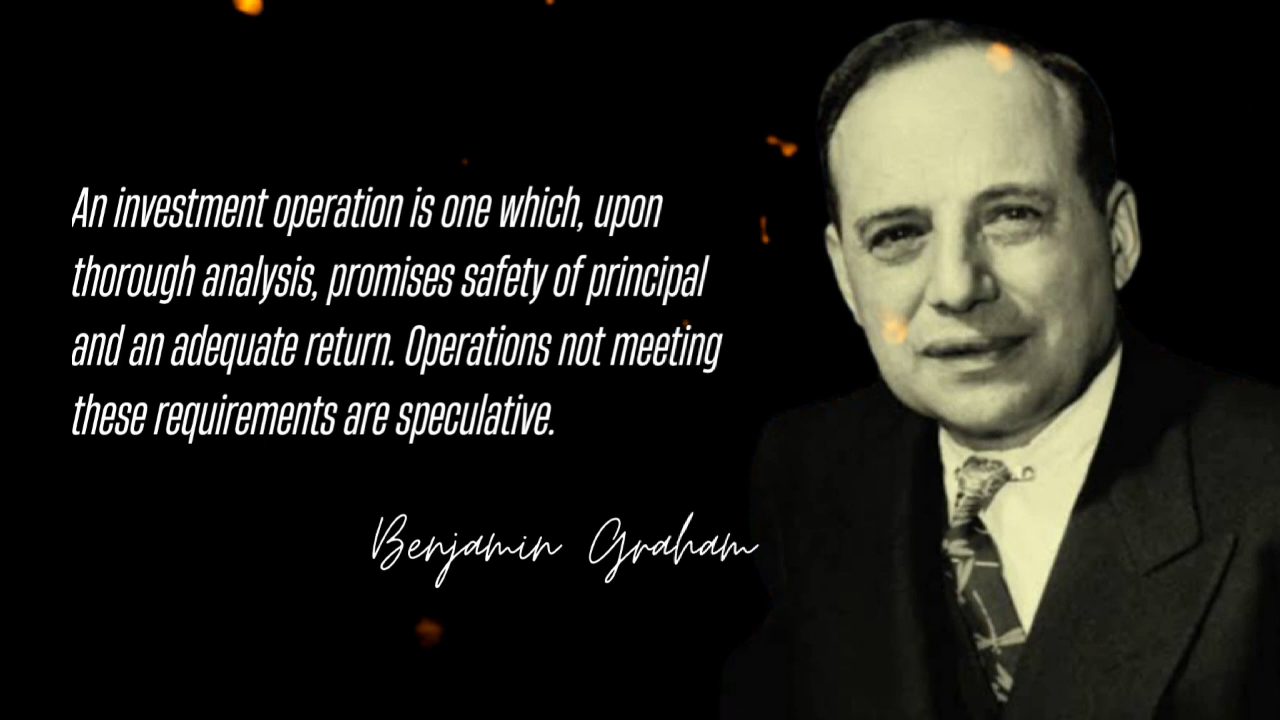 An investment operation is one which, upon
thorough analysis, promises safety of principal
and an adequate return. Operations not meeting
these requirements are speculative.
Benjamin Graham